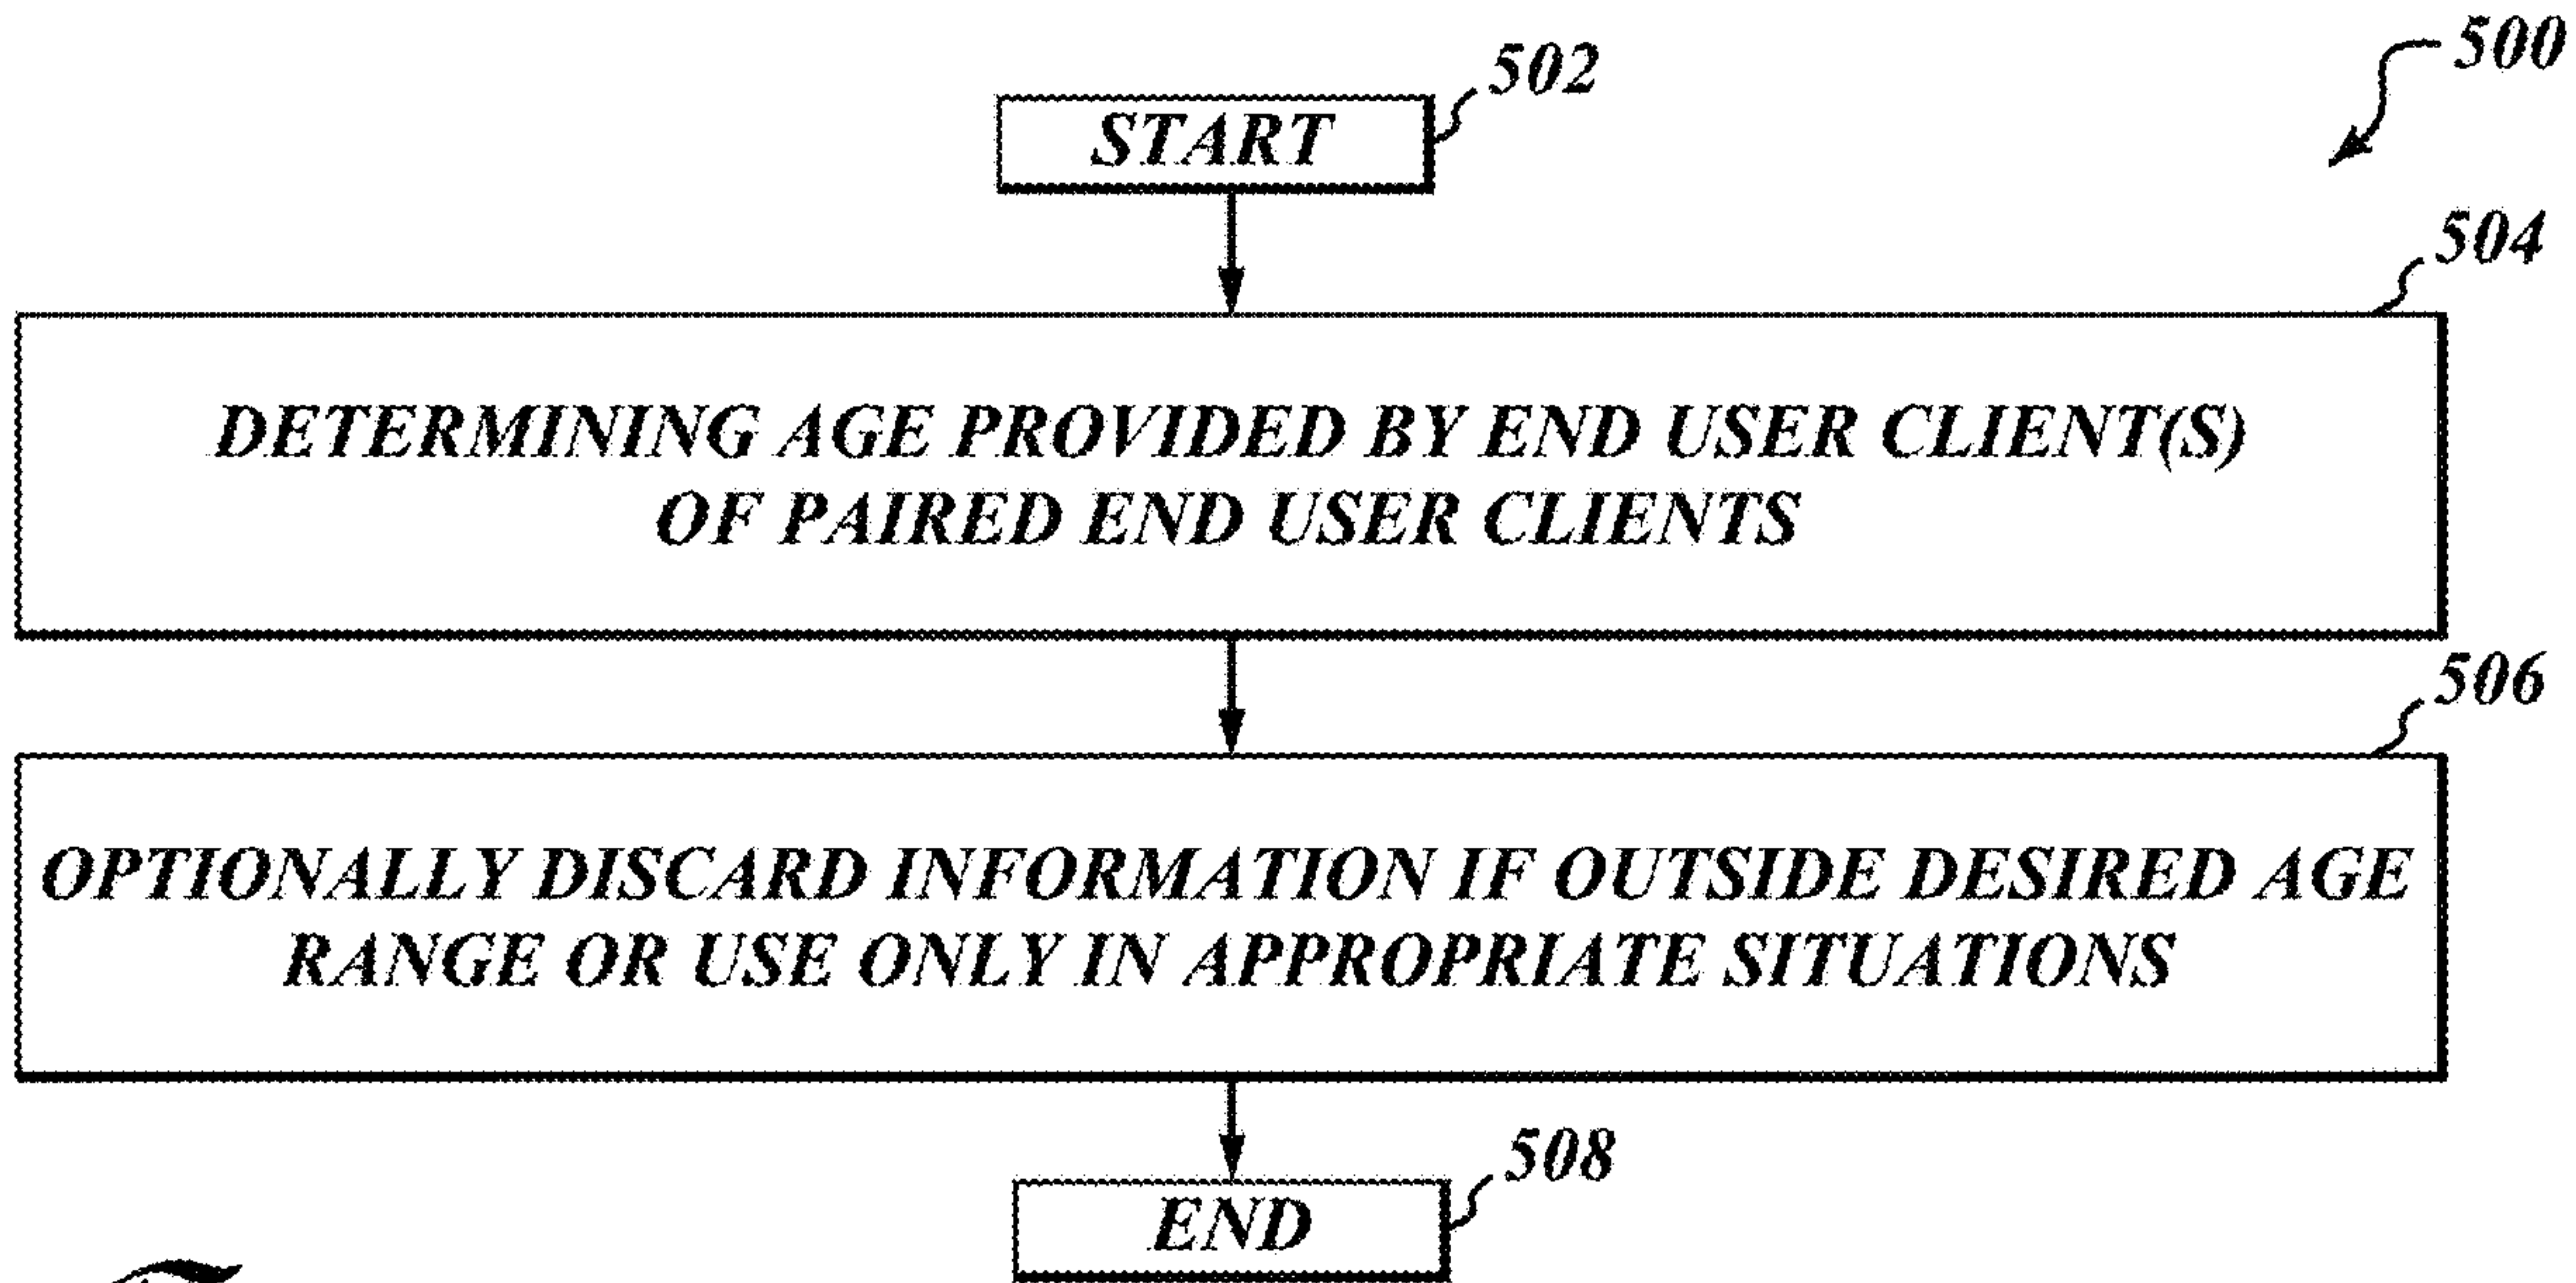 500
502
START
504
DETERMINING AGE PROVIDED BY END USER CLIENT(S)
OF PAIRED END USER CLIENTS
506
OPTIONALLY DISCARD INFORMATION IF OUTSIDE DESIRED AGE
RANGE OR USE ONLY IN APPROPRIATE SITUATIONS
508
END